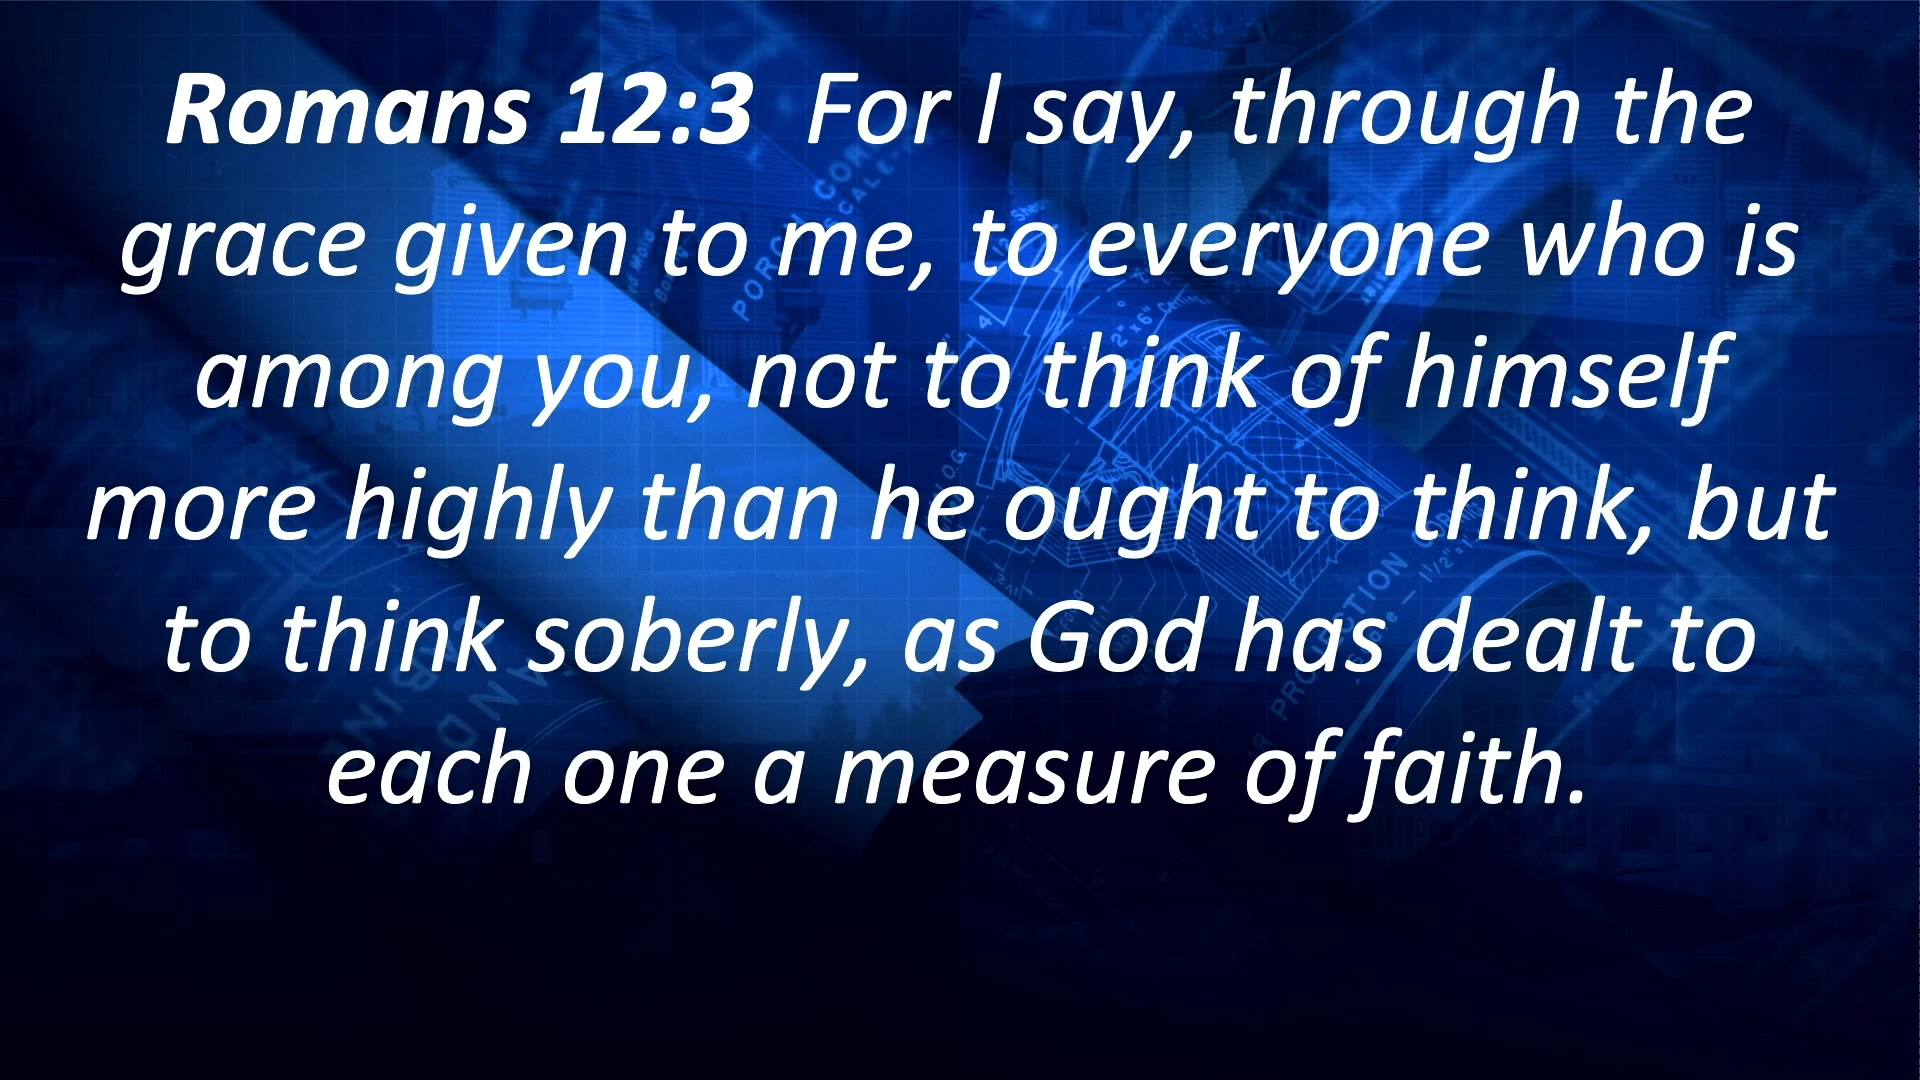 Romans 12:3  For I say, through the
grace given to me, to everyone who is
among you, not to think of himself
more highly than he ought to think, but
to think soberly, as God has dealt to
each one a measure of faith.